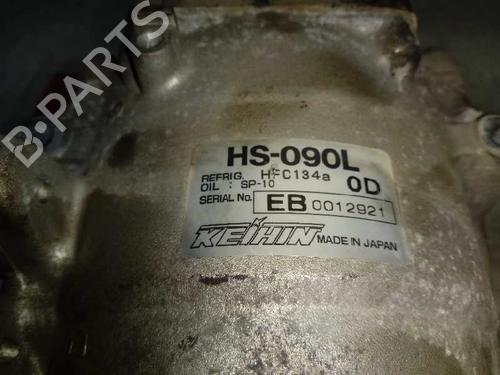 B-PARTS
HS-090L
REFRIG. HFC134a
OIL : SP-10 0D
SERIAL No. EB 0012921
KEIHIN MADE IN JAPAN